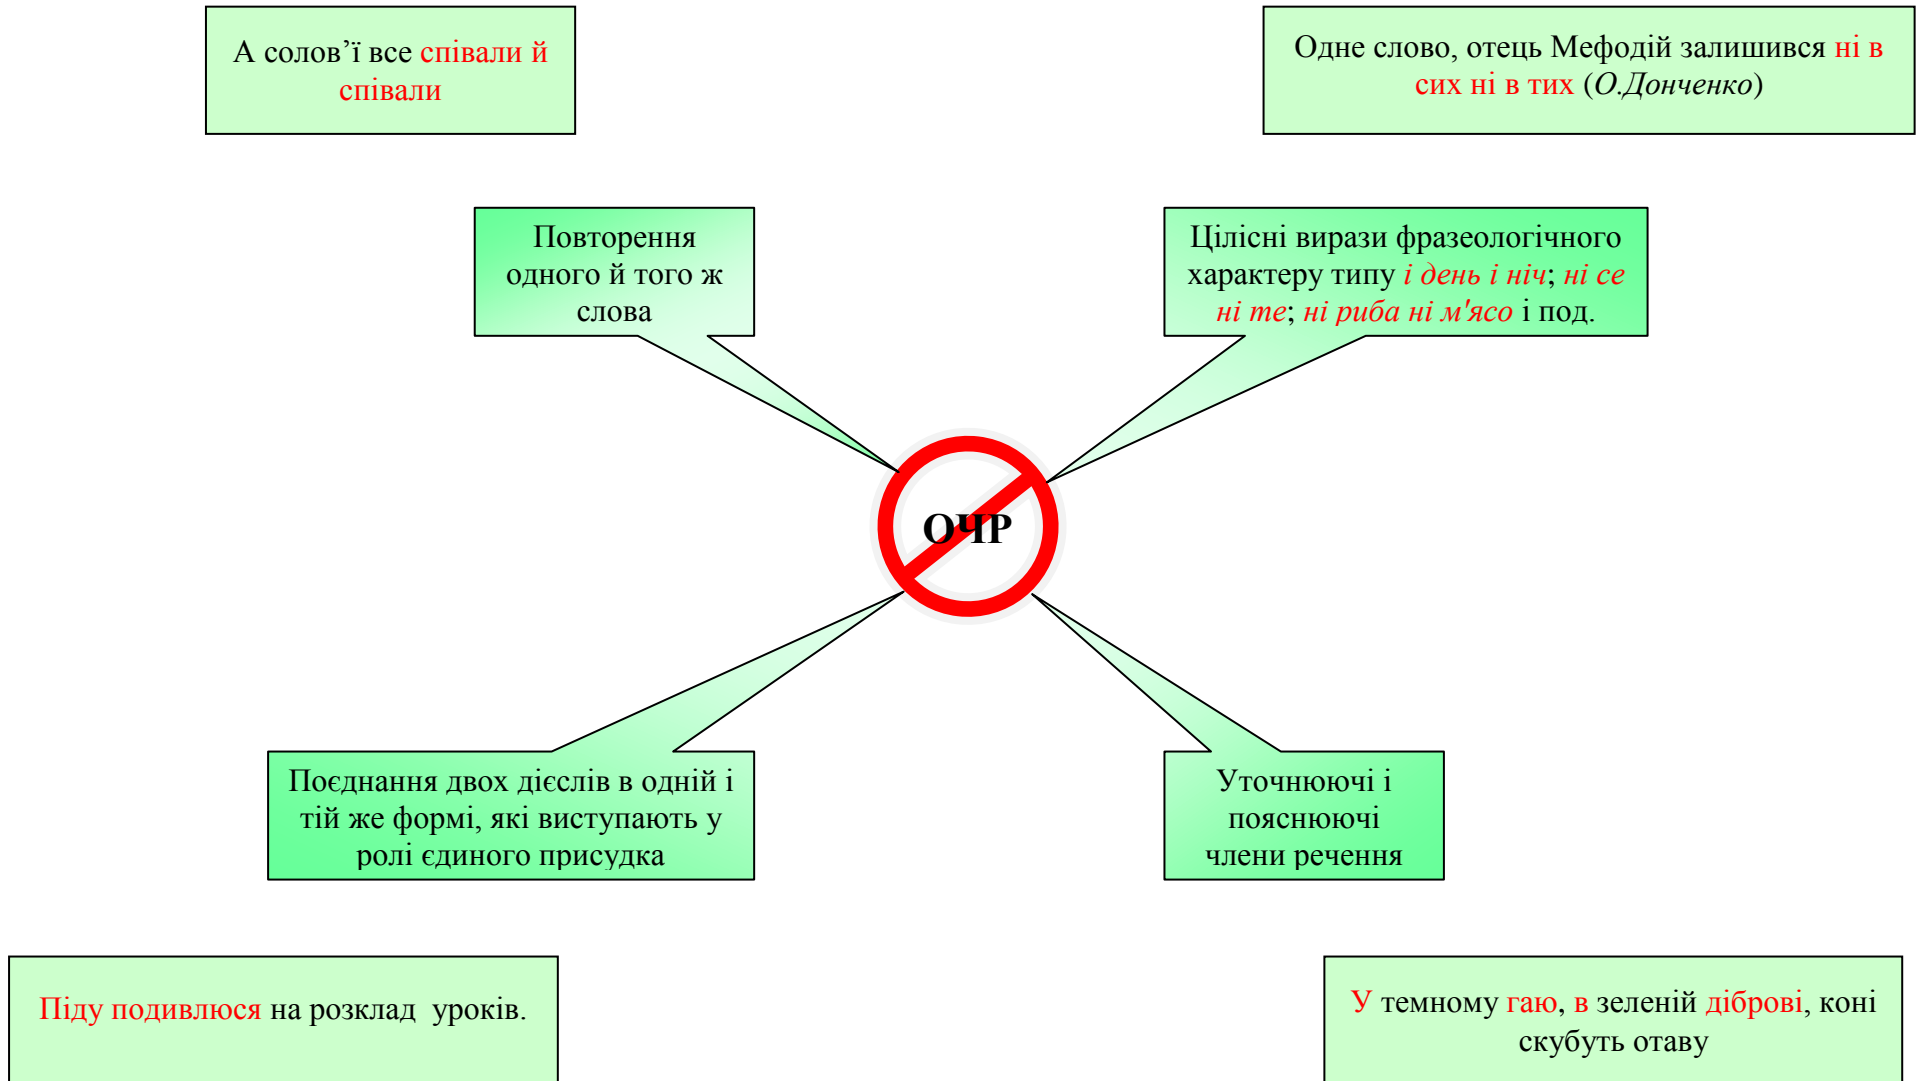 А солов’ї все співали й
співали
Одне слово, отець Мефодій залишився ні в
сих ні в тих (О.Донченко)
Повторення
одного й того ж
слова
Цілісні вирази фразеологічного
характеру типу і день і ніч; ні се
ні те; ні риба ні м'ясо і под.
ОЧР
Поєднання двох дієслів в одній і
тій же формі, які виступають у
ролі єдиного присудка
Уточнюючі і
пояснюючі
члени речення
Піду подивлюся на розклад  уроків.
У темному гаю, в зеленій діброві, коні
скубуть отаву